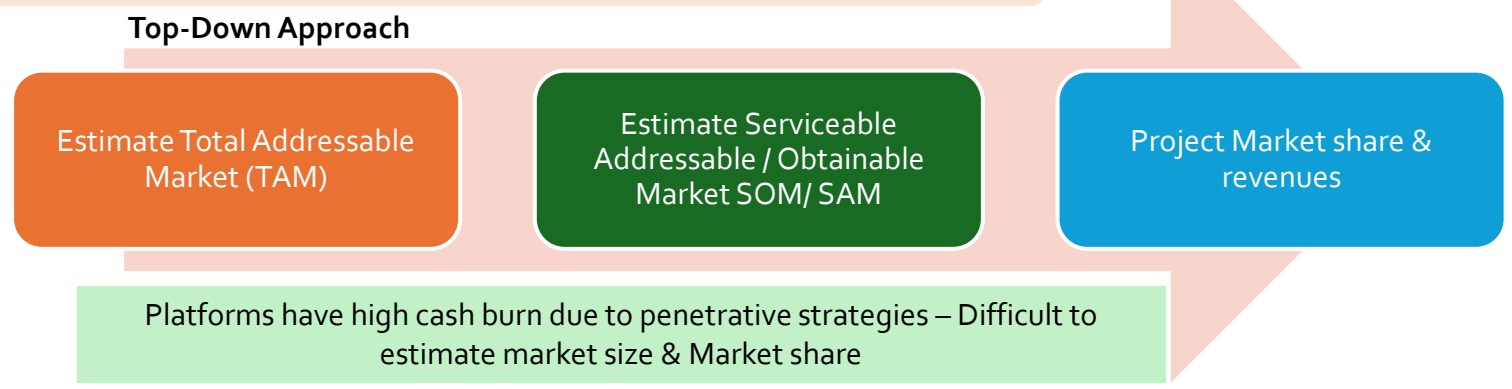 Top-Down Approach
Estimate Total Addressable
Market (TAM)
Estimate Serviceable
Addressable / Obtainable
Market SOM/ SAM
Project Market share &
revenues
Platforms have high cash burn due to penetrative strategies – Difficult to
estimate market size & Market share